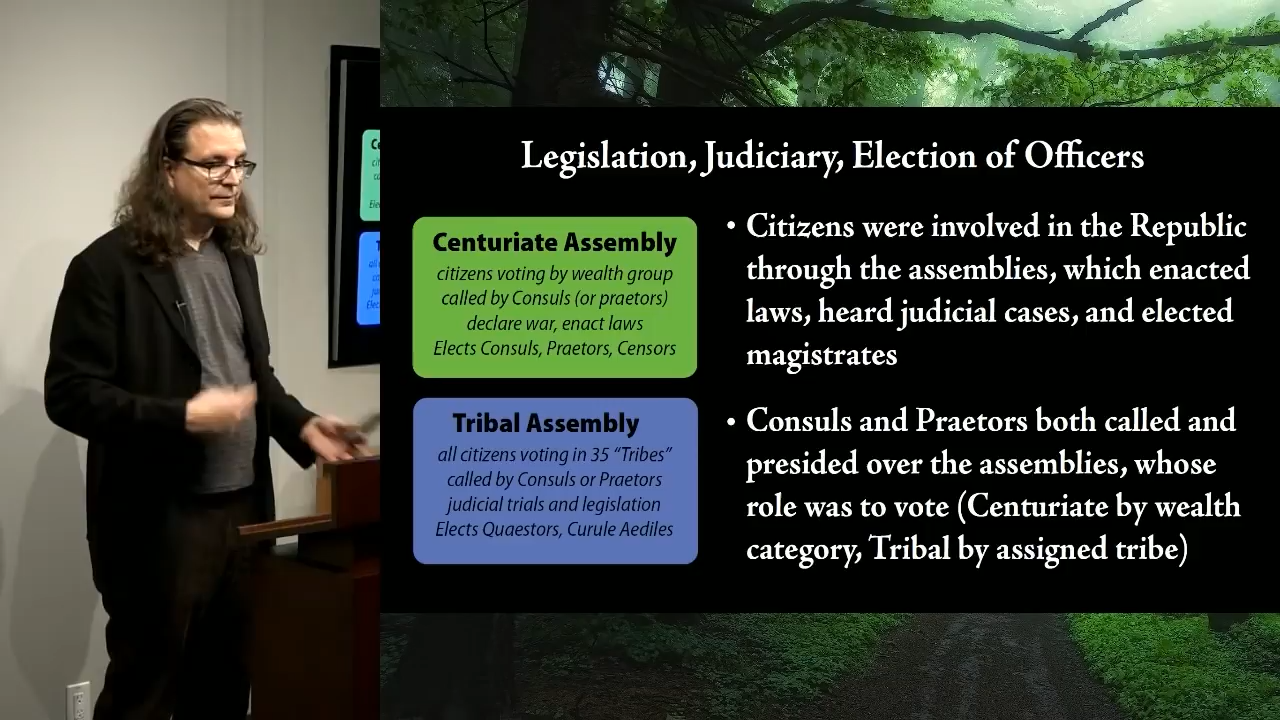 Legislation, Judiciary, Election of Officers
Centuriate Assembly
citizens voting by wealth group
called by Consuls (or praetors)
declare war, enact laws
Elects Consuls, Praetors, Censors
Tribal Assembly
all citizens voting in 35 “Tribes”
called by Consuls or Praetors
judicial trials and legislation
Elects Quaestors, Curule Aediles
• Citizens were involved in the Republic
through the assemblies, which enacted
laws, heard judicial cases, and elected
magistrates
• Consuls and Praetors both called and
presided over the assemblies, whose
role was to vote (Centuriate by wealth
category, Tribal by assigned tribe)